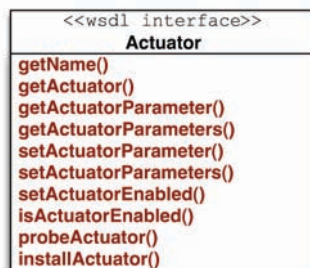 <<wsdl interface>>
Actuator
getName()
getActuator()
getActuatorParameter()
getActuatorParameters()
setActuatorParameter()
setActuatorParameters()
setActuatorEnabled()
isActuatorEnabled()
probeActuator()
installActuator()